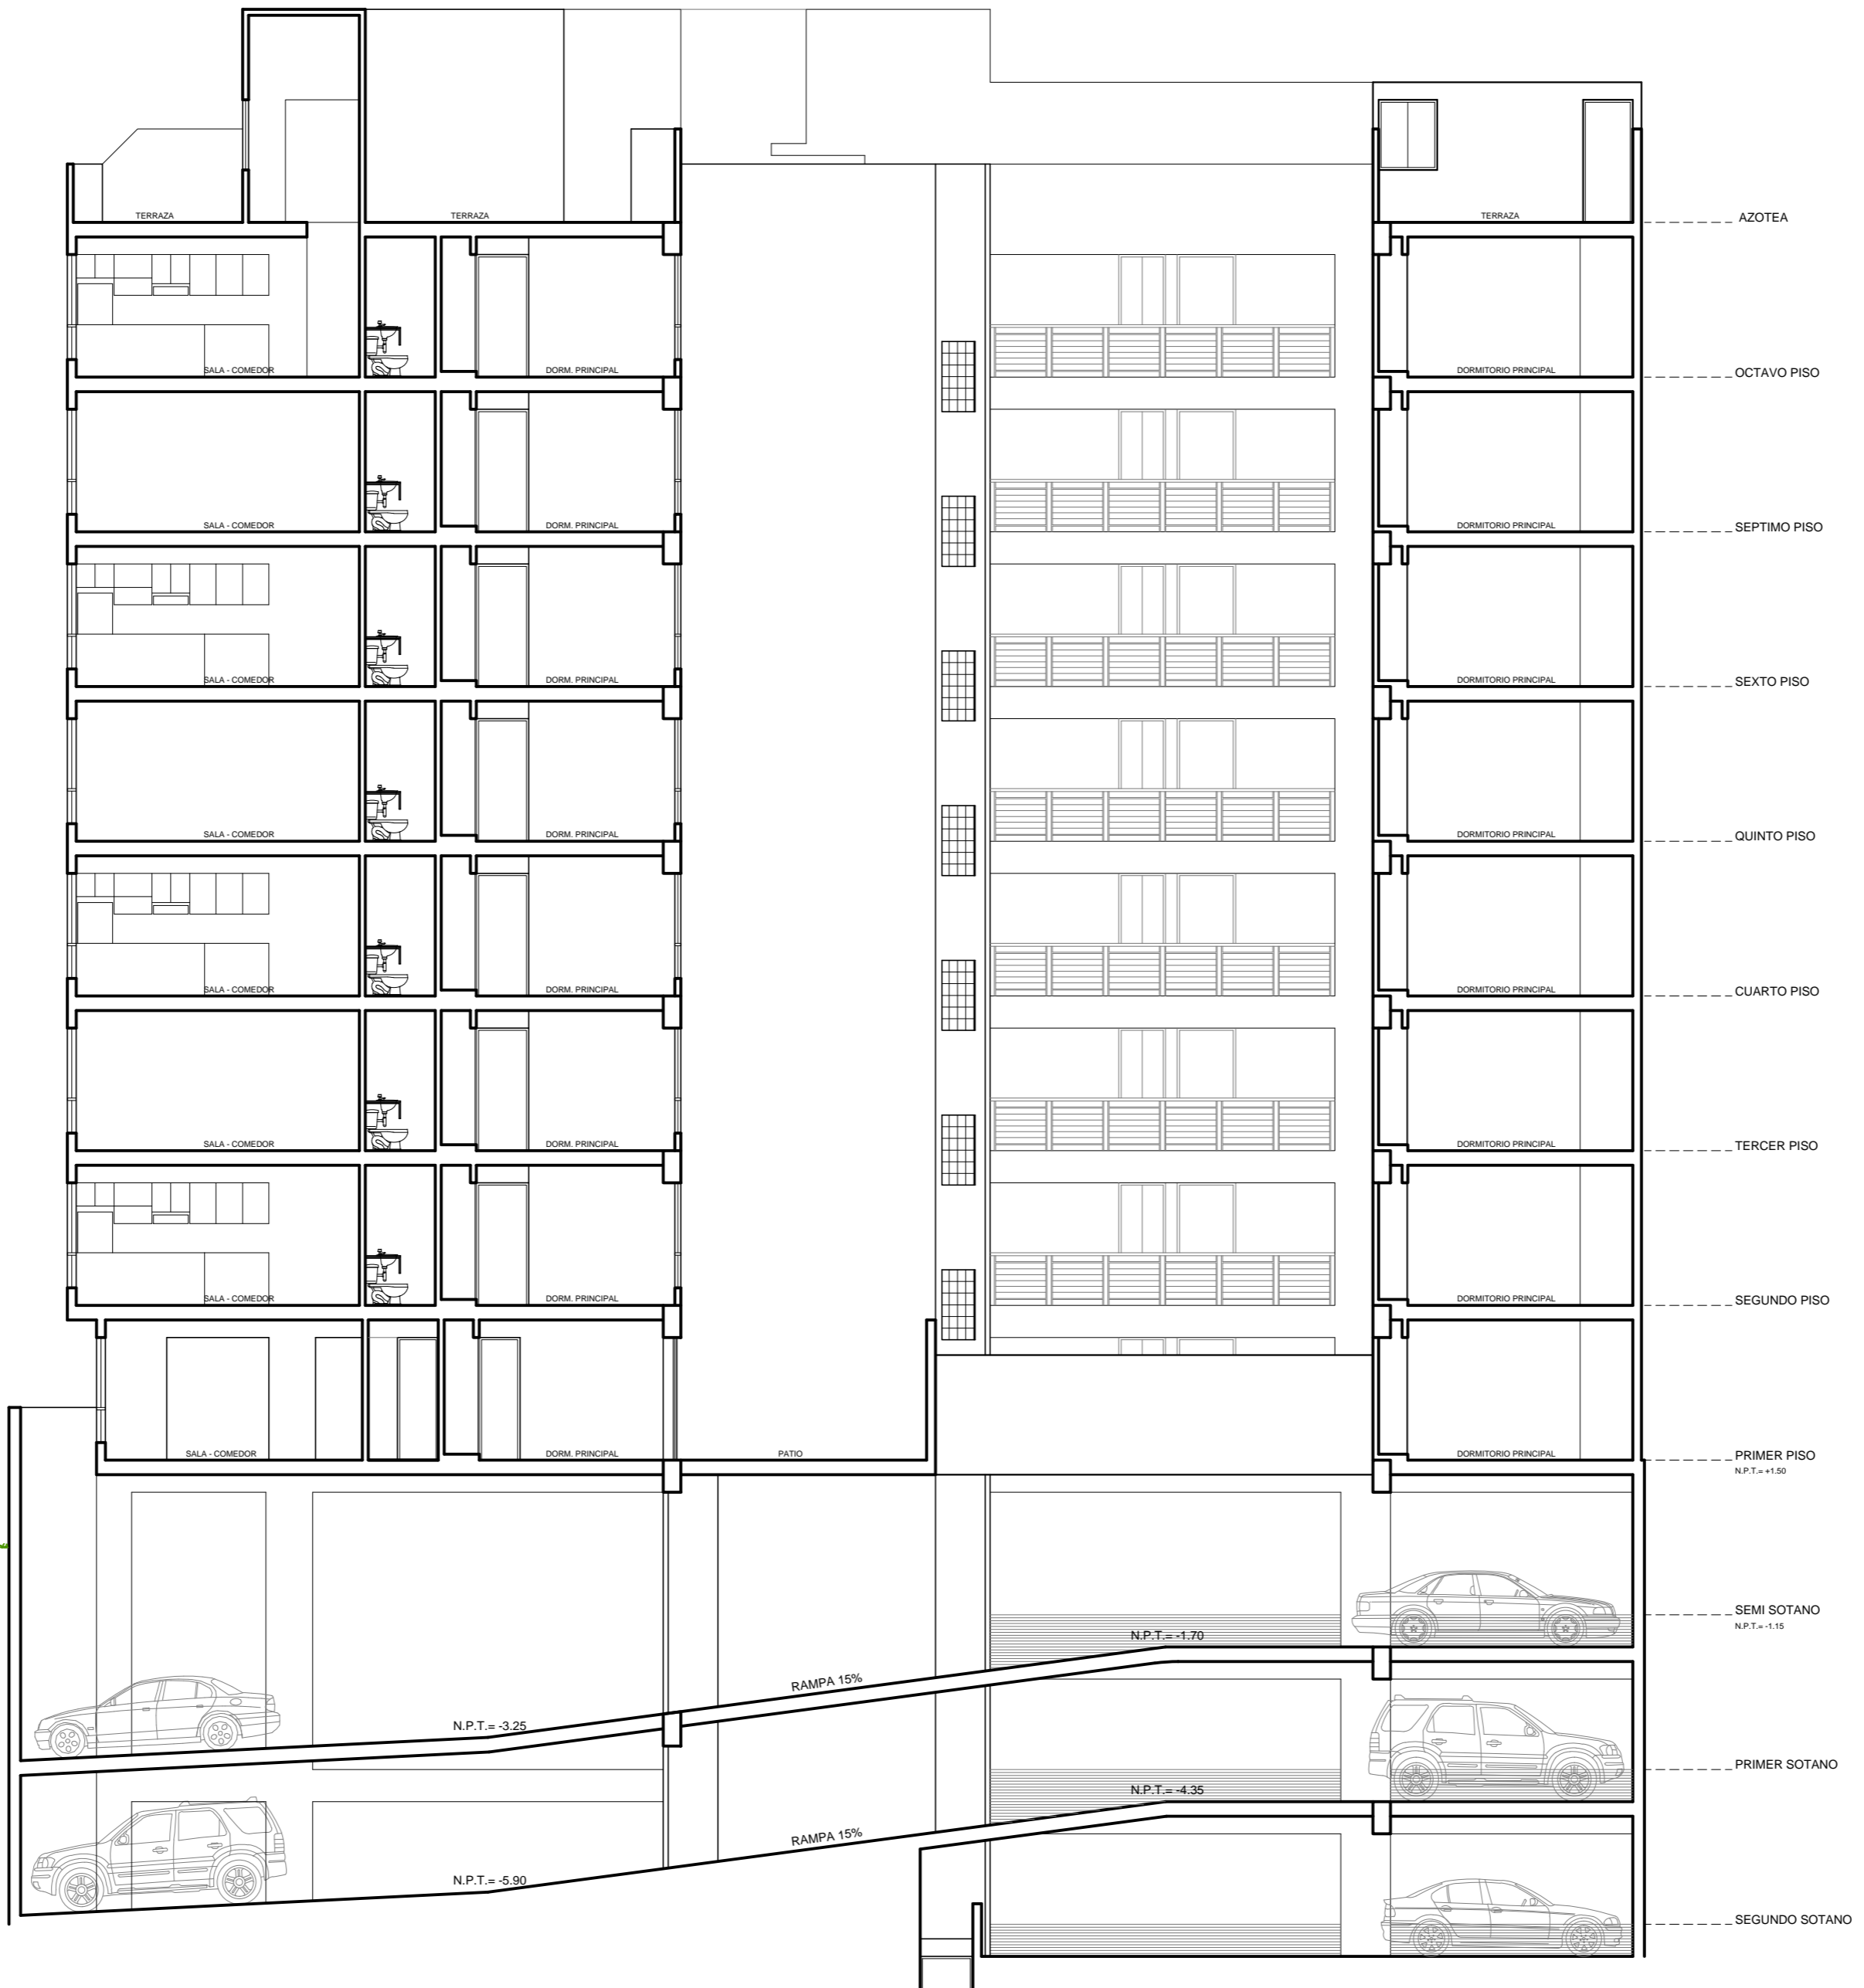 TERRAZA TERRAZA TERRAZA AZOTEA
SALA - COMEDOR DORM. PRINCIPAL DORMITORIO PRINCIPAL OCTAVO PISO
SALA - COMEDOR DORM. PRINCIPAL DORMITORIO PRINCIPAL SEPTIMO PISO
SALA - COMEDOR DORM. PRINCIPAL DORMITORIO PRINCIPAL SEXTO PISO
SALA - COMEDOR DORM. PRINCIPAL DORMITORIO PRINCIPAL QUINTO PISO
SALA - COMEDOR DORM. PRINCIPAL DORMITORIO PRINCIPAL CUARTO PISO
SALA - COMEDOR DORM. PRINCIPAL DORMITORIO PRINCIPAL TERCER PISO
SALA - COMEDOR DORM. PRINCIPAL DORMITORIO PRINCIPAL SEGUNDO PISO
SALA - COMEDOR DORM. PRINCIPAL PATIO DORMITORIO PRINCIPAL PRIMER PISO
N.P.T.= +1.50
SEMI SOTANO
N.P.T.= -1.15
N.P.T.= -1.70
RAMPA 15%
N.P.T.= -3.25
PRIMER SOTANO
N.P.T.= -4.35
RAMPA 15%
N.P.T.= -5.90
SEGUNDO SOTANO